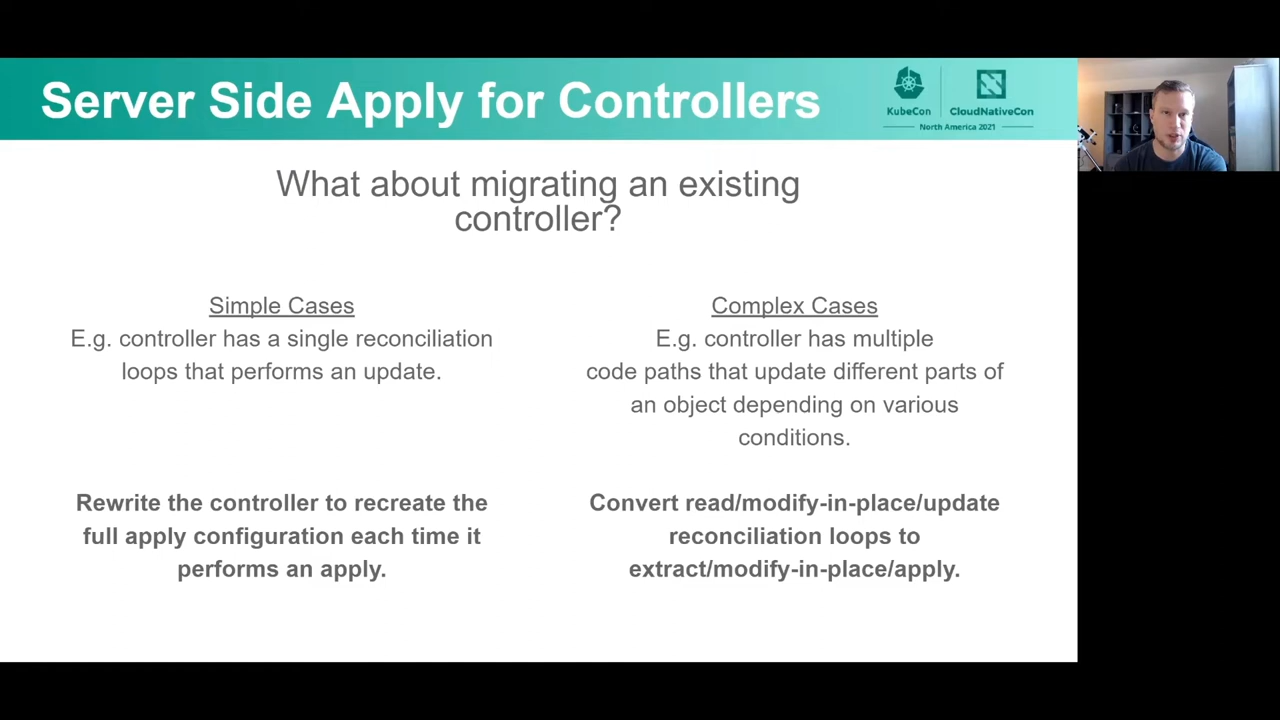 Server Side Apply for Controllers
KubeCon
CloudNativeCon
North America 2021
What about migrating an existing
controller?
Simple Cases
E.g. controller has a single reconciliation
loops that performs an update.
Rewrite the controller to recreate the
full apply configuration each time it
performs an apply.
Complex Cases
E.g. controller has multiple
code paths that update different parts of
an object depending on various
conditions.
Convert read/modify-in-place/update
reconciliation loops to
extract/modify-in-place/apply.